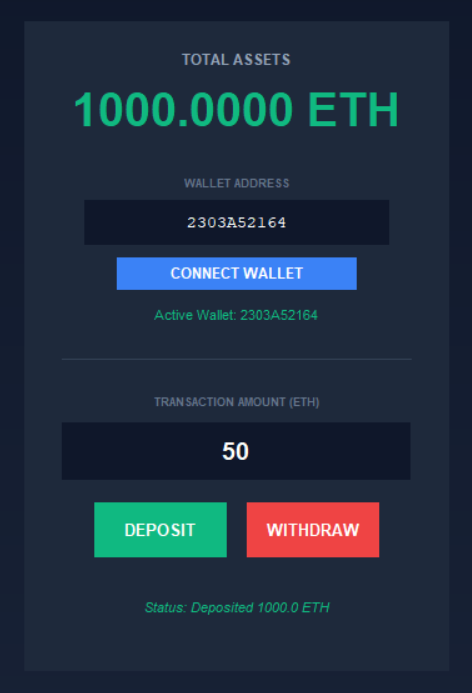 TOTAL ASSETS
1000.0000 ETH
WALLET ADDRESS
2303A52164
CONNECT WALLET
Active Wallet: 2303A52164
TRANSACTION AMOUNT (ETH)
50
DEPOSIT WITHDRAW
Status: Deposited 1000.0 ETH